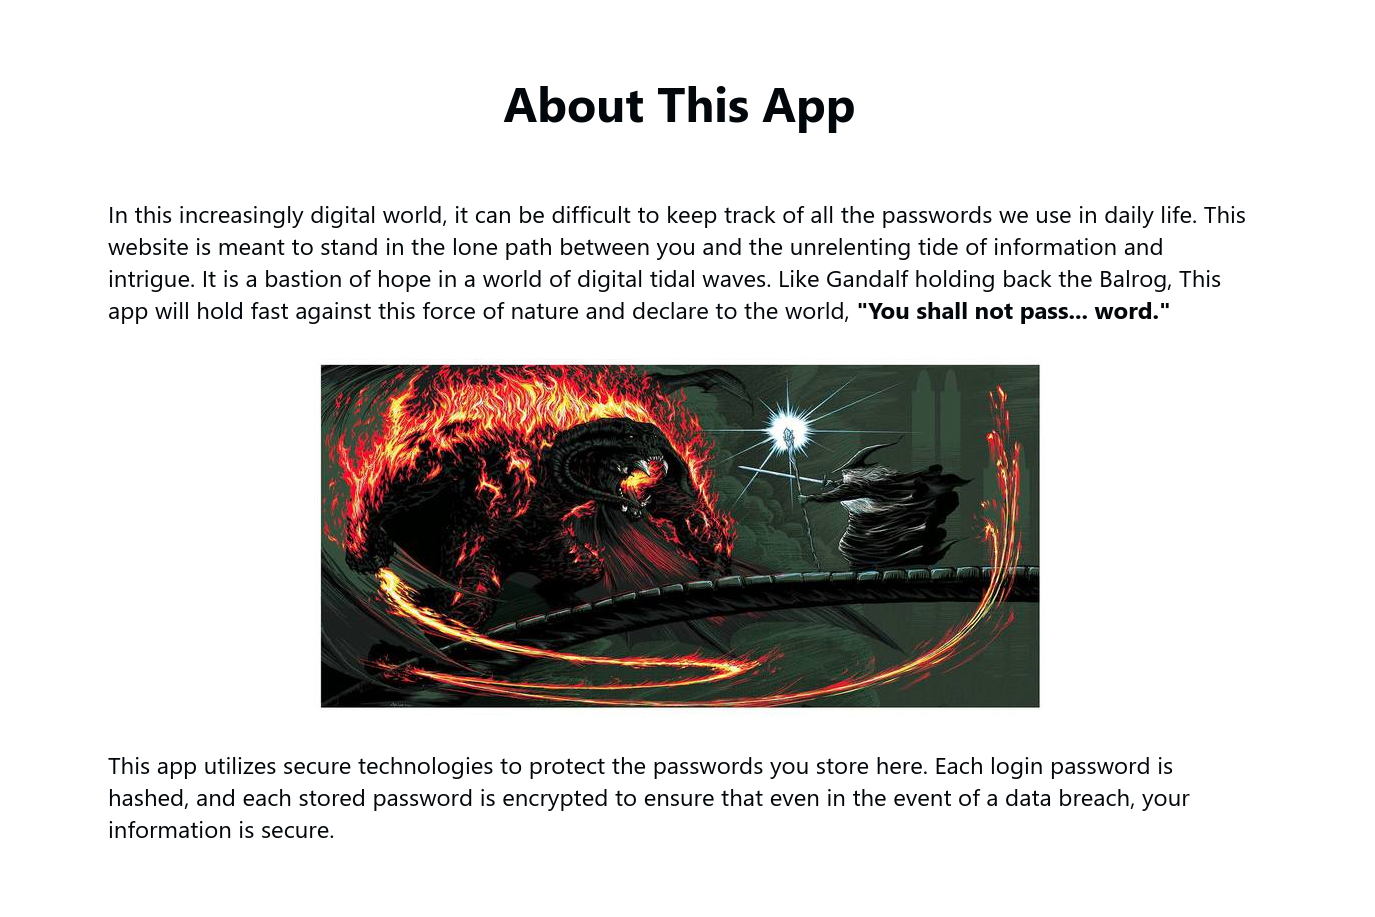 About This App
In this increasingly digital world, it can be difficult to keep track of all the passwords we use in daily life. This
website is meant to stand in the lone path between you and the unrelenting tide of information and
intrigue. It is a bastion of hope in a world of digital tidal waves. Like Gandalf holding back the Balrog, This
app will hold fast against this force of nature and declare to the world, "You shall not pass... word."
This app utilizes secure technologies to protect the passwords you store here. Each login password is
hashed, and each stored password is encrypted to ensure that even in the event of a data breach, your
information is secure.